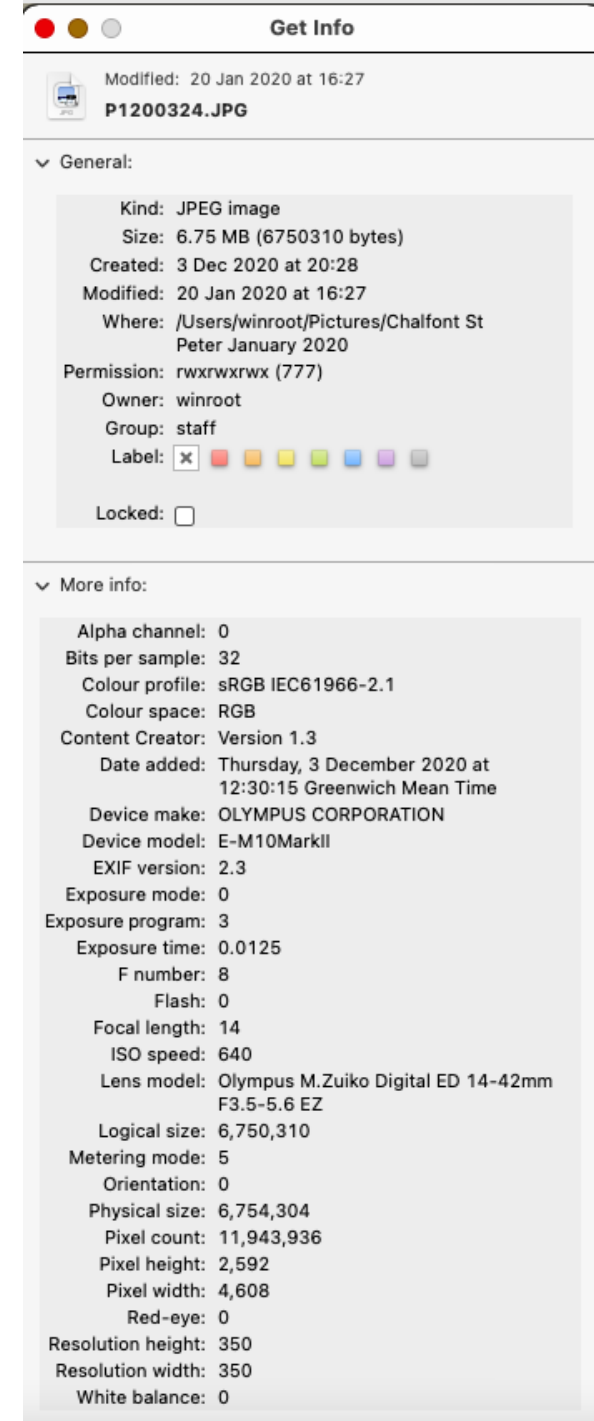 Get Info
Modified: 20 Jan 2020 at 16:27
P1200324.JPG
General:
Kind: JPEG image
Size: 6.75 MB (6750310 bytes)
Created: 3 Dec 2020 at 20:28
Modified: 20 Jan 2020 at 16:27
Where: /Users/winroot/Pictures/Chalfont St
Peter January 2020
Permission: rwxrwxrwx (777)
Owner: winroot
Group: staff
Label:
Locked:
More info:
Alpha channel: 0
Bits per sample: 32
Colour profile: sRGB IEC61966-2.1
Colour space: RGB
Content Creator: Version 1.3
Date added: Thursday, 3 December 2020 at
12:30:15 Greenwich Mean Time
Device make: OLYMPUS CORPORATION
Device model: E-M10MarkII
EXIF version: 2.3
Exposure mode: 0
Exposure program: 3
Exposure time: 0.0125
F number: 8
Flash: 0
Focal length: 14
ISO speed: 640
Lens model: Olympus M.Zuiko Digital ED 14-42mm
F3.5-5.6 EZ
Logical size: 6,750,310
Metering mode: 5
Orientation: 0
Physical size: 6,754,304
Pixel count: 11,943,936
Pixel height: 2,592
Pixel width: 4,608
Red-eye: 0
Resolution height: 350
Resolution width: 350
White balance: 0